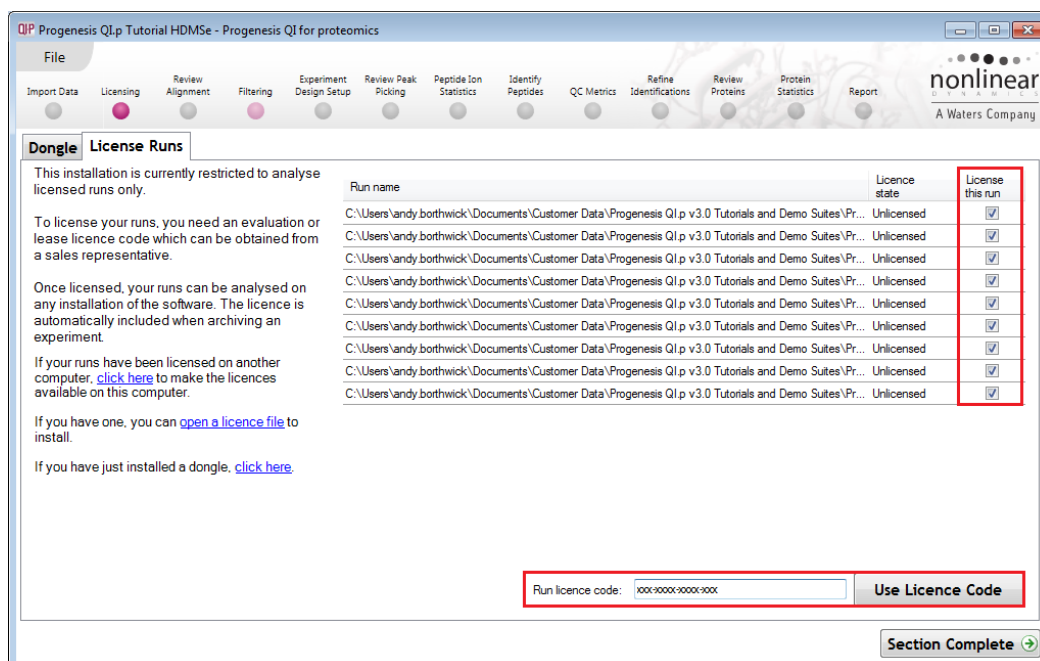 QIP Progenesis QI.p Tutorial HDMSe - Progenesis QI for proteomics
File
Import Data
Licensing
Review
Alignment
Filtering
Experiment
Design Setup
Review Peak
Picking
Peptide Ion
Statistics
Identify
Peptides
QC Metrics
Refine
Identifications
Review
Proteins
Protein
Statistics
Report
nonlinear
DYNAMICS
A Waters Company
Dongle
License Runs
This installation is currently restricted to analyse
licensed runs only.
To license your runs, you need an evaluation or
lease licence code which can be obtained from
a sales representative.
Once licensed, your runs can be analysed on
any installation of the software. The licence is
automatically included when archiving an
experiment.
If your runs have been licensed on another
computer, click here to make the licences
available on this computer.
If you have one, you can open a licence file to
install.
If you have just installed a dongle, click here.
Run name
Licence
state
License
this run
C:\Users\andy.borthwick\Documents\Customer Data\Progenesis QI.p v3.0 Tutorials and Demo Suites\Pr... Unlicensed
C:\Users\andy.borthwick\Documents\Customer Data\Progenesis QI.p v3.0 Tutorials and Demo Suites\Pr... Unlicensed
C:\Users\andy.borthwick\Documents\Customer Data\Progenesis QI.p v3.0 Tutorials and Demo Suites\Pr... Unlicensed
C:\Users\andy.borthwick\Documents\Customer Data\Progenesis QI.p v3.0 Tutorials and Demo Suites\Pr... Unlicensed
C:\Users\andy.borthwick\Documents\Customer Data\Progenesis QI.p v3.0 Tutorials and Demo Suites\Pr... Unlicensed
C:\Users\andy.borthwick\Documents\Customer Data\Progenesis QI.p v3.0 Tutorials and Demo Suites\Pr... Unlicensed
C:\Users\andy.borthwick\Documents\Customer Data\Progenesis QI.p v3.0 Tutorials and Demo Suites\Pr... Unlicensed
C:\Users\andy.borthwick\Documents\Customer Data\Progenesis QI.p v3.0 Tutorials and Demo Suites\Pr... Unlicensed
C:\Users\andy.borthwick\Documents\Customer Data\Progenesis QI.p v3.0 Tutorials and Demo Suites\Pr... Unlicensed
Run licence code: xxx-xxxx-xxxx-xxx Use Licence Code
Section Complete